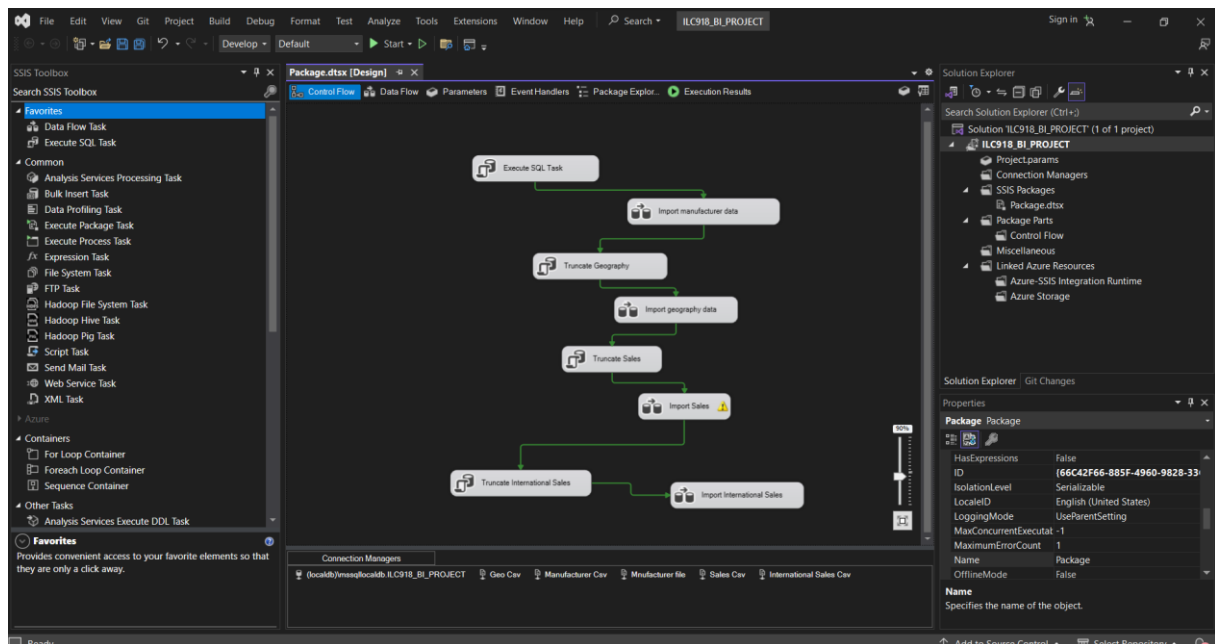 File Edit View Git Project Build Debug Format Test Analyze Tools Extensions Window Help Search ILC918_BI_PROJECT Sign in
Develop Default Start
SSIS Toolbox
Search SSIS Toolbox
Favorites
Data Flow Task
Execute SQL Task
Common
Analysis Services Processing Task
Bulk Insert Task
Data Profiling Task
Execute Package Task
Execute Process Task
Expression Task
File System Task
FTP Task
Hadoop File System Task
Hadoop Hive Task
Hadoop Pig Task
Script Task
Send Mail Task
Web Service Task
XML Task
Azure
Containers
For Loop Container
Foreach Loop Container
Sequence Container
Other Tasks
Analysis Services Execute DDL Task
Favorites
Provides convenient access to your favorite elements so that
they are only a click away.
Package.dtsx [Design]
Control Flow Data Flow Parameters Event Handlers Package Explor... Execution Results
Execute SQL Task
Import manufacturer data
Truncate Geography
Import geography data
Truncate Sales
Import Sales
90%
Truncate International Sales
Import International Sales
Connection Managers
(localdb)\mssqllocaldb.ILC918_BI_PROJECT Geo Csv Manufacturer Csv Mnufacturer file Sales Csv International Sales Csv
Solution Explorer
Search Solution Explorer (Ctrl+;)
Solution 'ILC918_BI_PROJECT' (1 of 1 project)
ILC918_BI_PROJECT
Project.params
Connection Managers
SSIS Packages
Package.dtsx
Package Parts
Control Flow
Miscellaneous
Linked Azure Resources
Azure-SSIS Integration Runtime
Azure Storage
Solution Explorer Git Changes
Properties
Package Package
HasExpressions False
ID {66C42F66-885F-4960-9828-33
IsolationLevel Serializable
LocaleID English (United States)
LoggingMode UseParentSetting
MaxConcurrentExecutat -1
MaximumErrorCount 1
Name Package
OfflineMode False
Name
Specifies the name of the object.
Ready Add to Source Control Select Repository